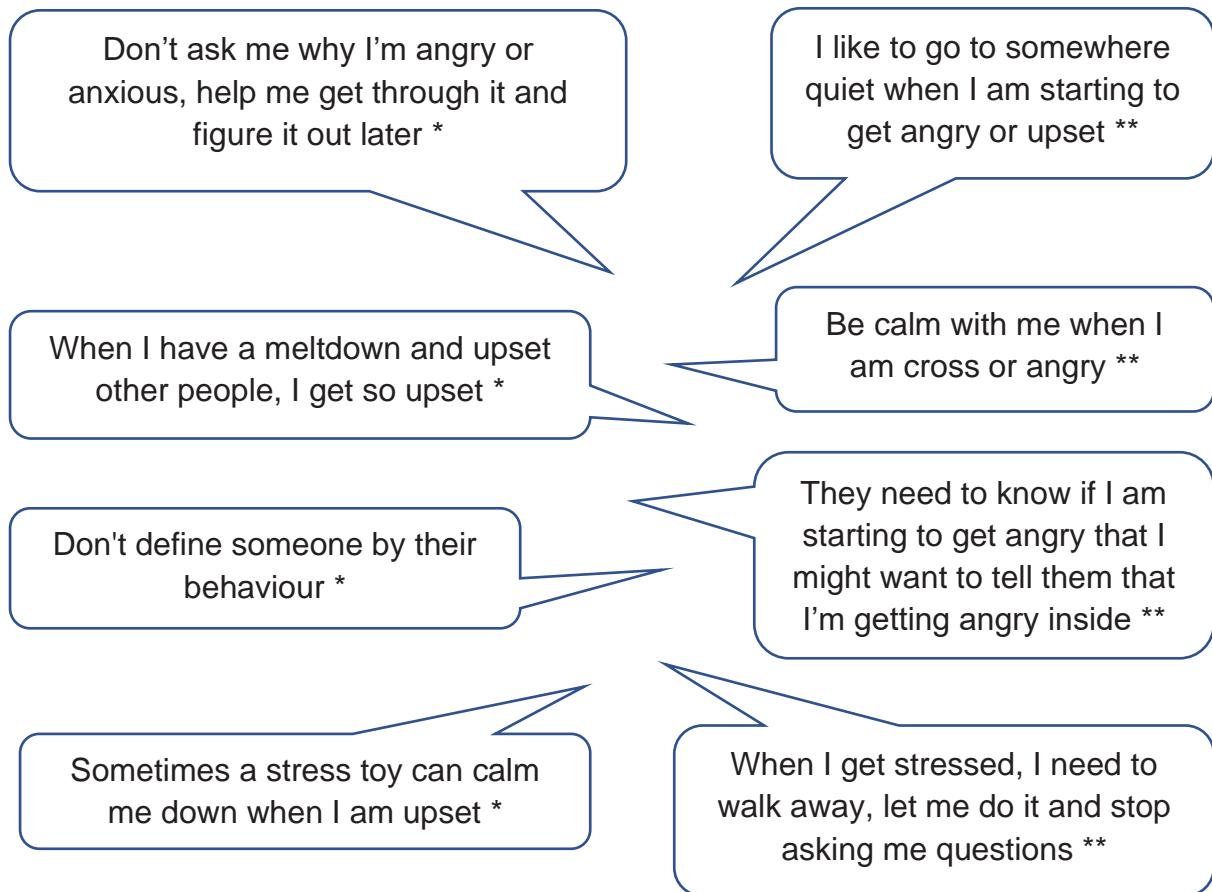 Don’t ask me why I’m angry or
anxious, help me get through it and
figure it out later *
I like to go to somewhere
quiet when I am starting to
get angry or upset **
When I have a meltdown and upset
other people, I get so upset *
Be calm with me when I
am cross or angry **
Don't define someone by their
behaviour *
They need to know if I am
starting to get angry that I
might want to tell them that
I’m getting angry inside **
Sometimes a stress toy can calm
me down when I am upset *
When I get stressed, I need to
walk away, let me do it and stop
asking me questions **